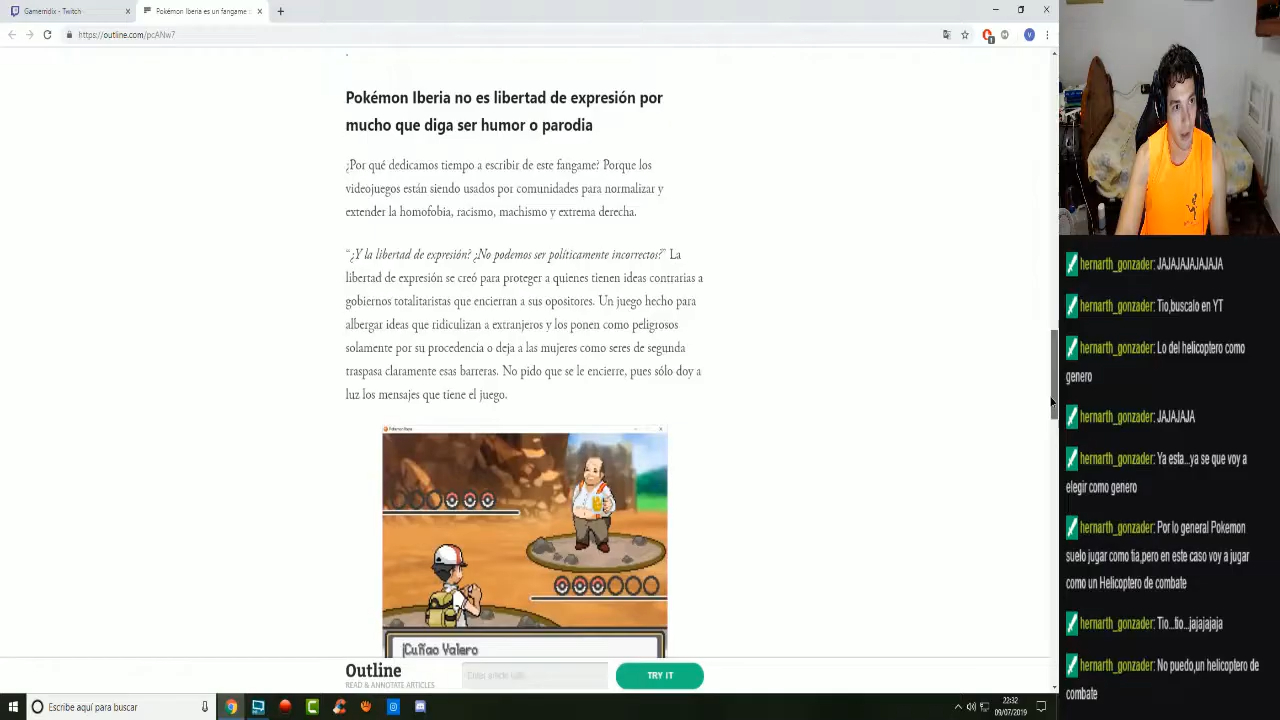 Gamerridix - Twitch
Pokémon Iberia es un fangame
https://outline.com/pcANw7
Pokémon Iberia no es libertad de expresión por
mucho que diga ser humor o parodia
¿Por qué dedicamos tiempo a escribir de este fangame? Porque los
videojuegos están siendo usados por comunidades para normalizar y
extender la homofobia, racismo, machismo y extrema derecha.
“¿Y la libertad de expresión? ¿No podemos ser políticamente incorrectos?” La
libertad de expresión se creó para proteger a quienes tienen ideas contrarias a
gobiernos totalitaristas que encierran a sus opositores. Un juego hecho para
albergar ideas que ridiculizan a extranjeros y los ponen como peligrosos
solamente por su procedencia o deja a las mujeres como seres de segunda
traspasa claramente esas barreras. No pido que se le encierre, pues sólo doy a
luz los mensajes que tiene el juego.
¡Cuñao Valero
Outline
READ & ANNOTATE ARTICLES
TRY IT
hernarth_gonzader: JAJAJAJAJAJAJA
hernarth_gonzader: Tio,buscalo en YT
hernarth_gonzader: Lo del helicoptero como
genero
hernarth_gonzader: JAJAJAJA
hernarth_gonzader: Ya esta...ya se que voy a
elegir como genero
hernarth_gonzader: Por lo general Pokemon
suelo jugar como tia,pero en este caso voy a jugar
como un Helicoptero de combate
hernarth_gonzader: Tio...tio...jajajajaja
hernarth_gonzader: No puedo,un helicoptero de
combate
Escribe aquí para buscar
22:32
09/07/2019